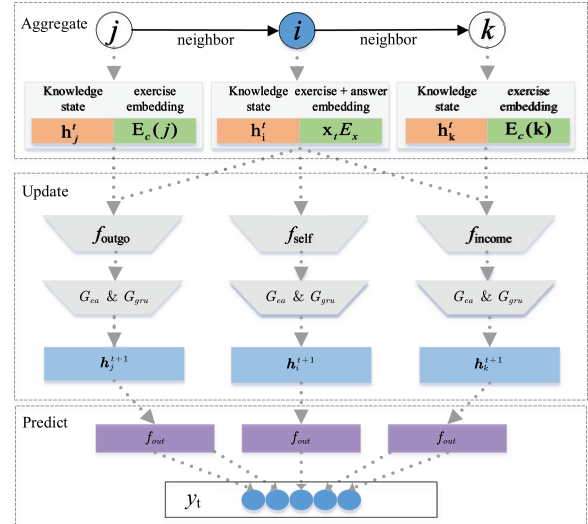 Aggregate
j
i
k
neighbor
neighbor
Knowledge state
exercise embedding
h_j^t
E_c(j)
Knowledge state
exercise + answer embedding
h_i^t
x_t E_x
Knowledge state
exercise embedding
h_k^t
E_c(k)
Update
f_outgo
f_self
f_income
G_ea & G_gru
G_ea & G_gru
G_ea & G_gru
h_j^{t+1}
h_i^{t+1}
h_k^{t+1}
Predict
f_out
f_out
f_out
y_t